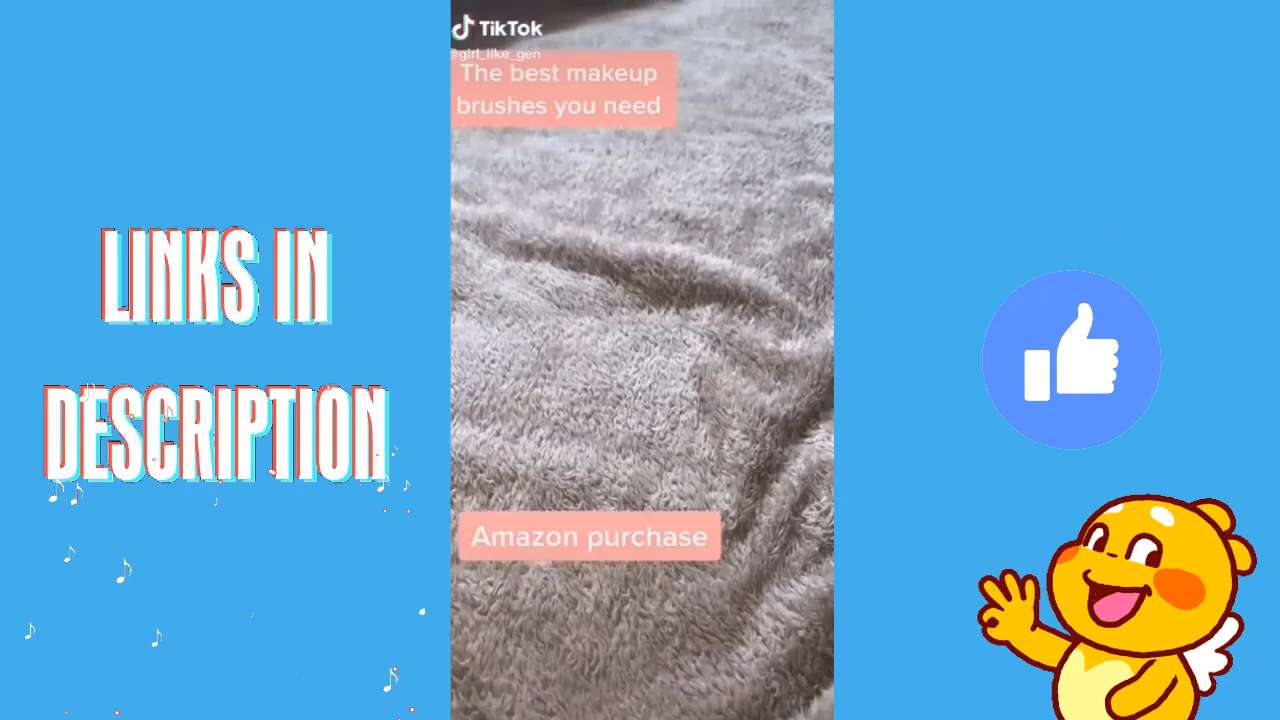 TikTok
@girl_like_gen
The best makeup
brushes you need
LINKS IN
DESCRIPTION
Amazon purchase